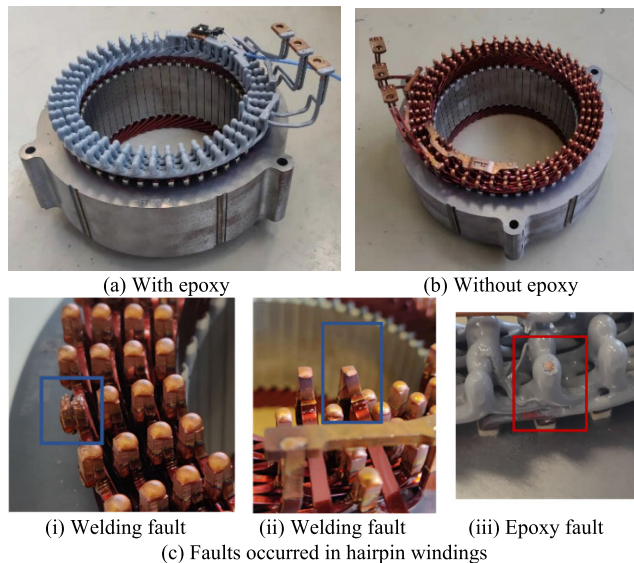 (a) With epoxy
(b) Without epoxy
(i) Welding fault
(ii) Welding fault
(iii) Epoxy fault
(c) Faults occurred in hairpin windings